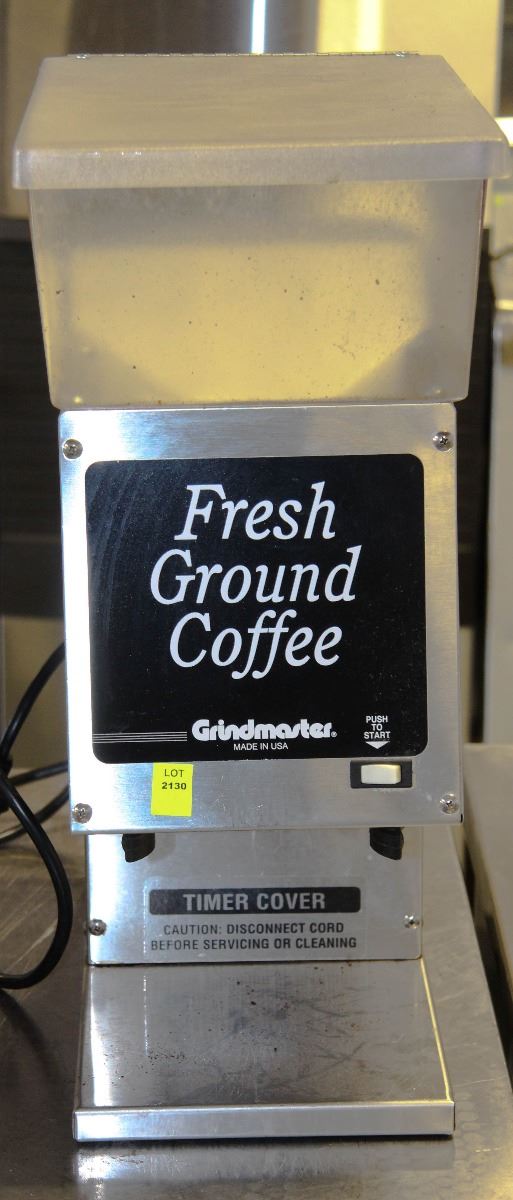 Fresh
Ground
Coffee
Grindmaster®
MADE IN USA
PUSH
TO
START
LOT
2130
TIMER COVER
CAUTION: DISCONNECT CORD
BEFORE SERVICING OR CLEANING